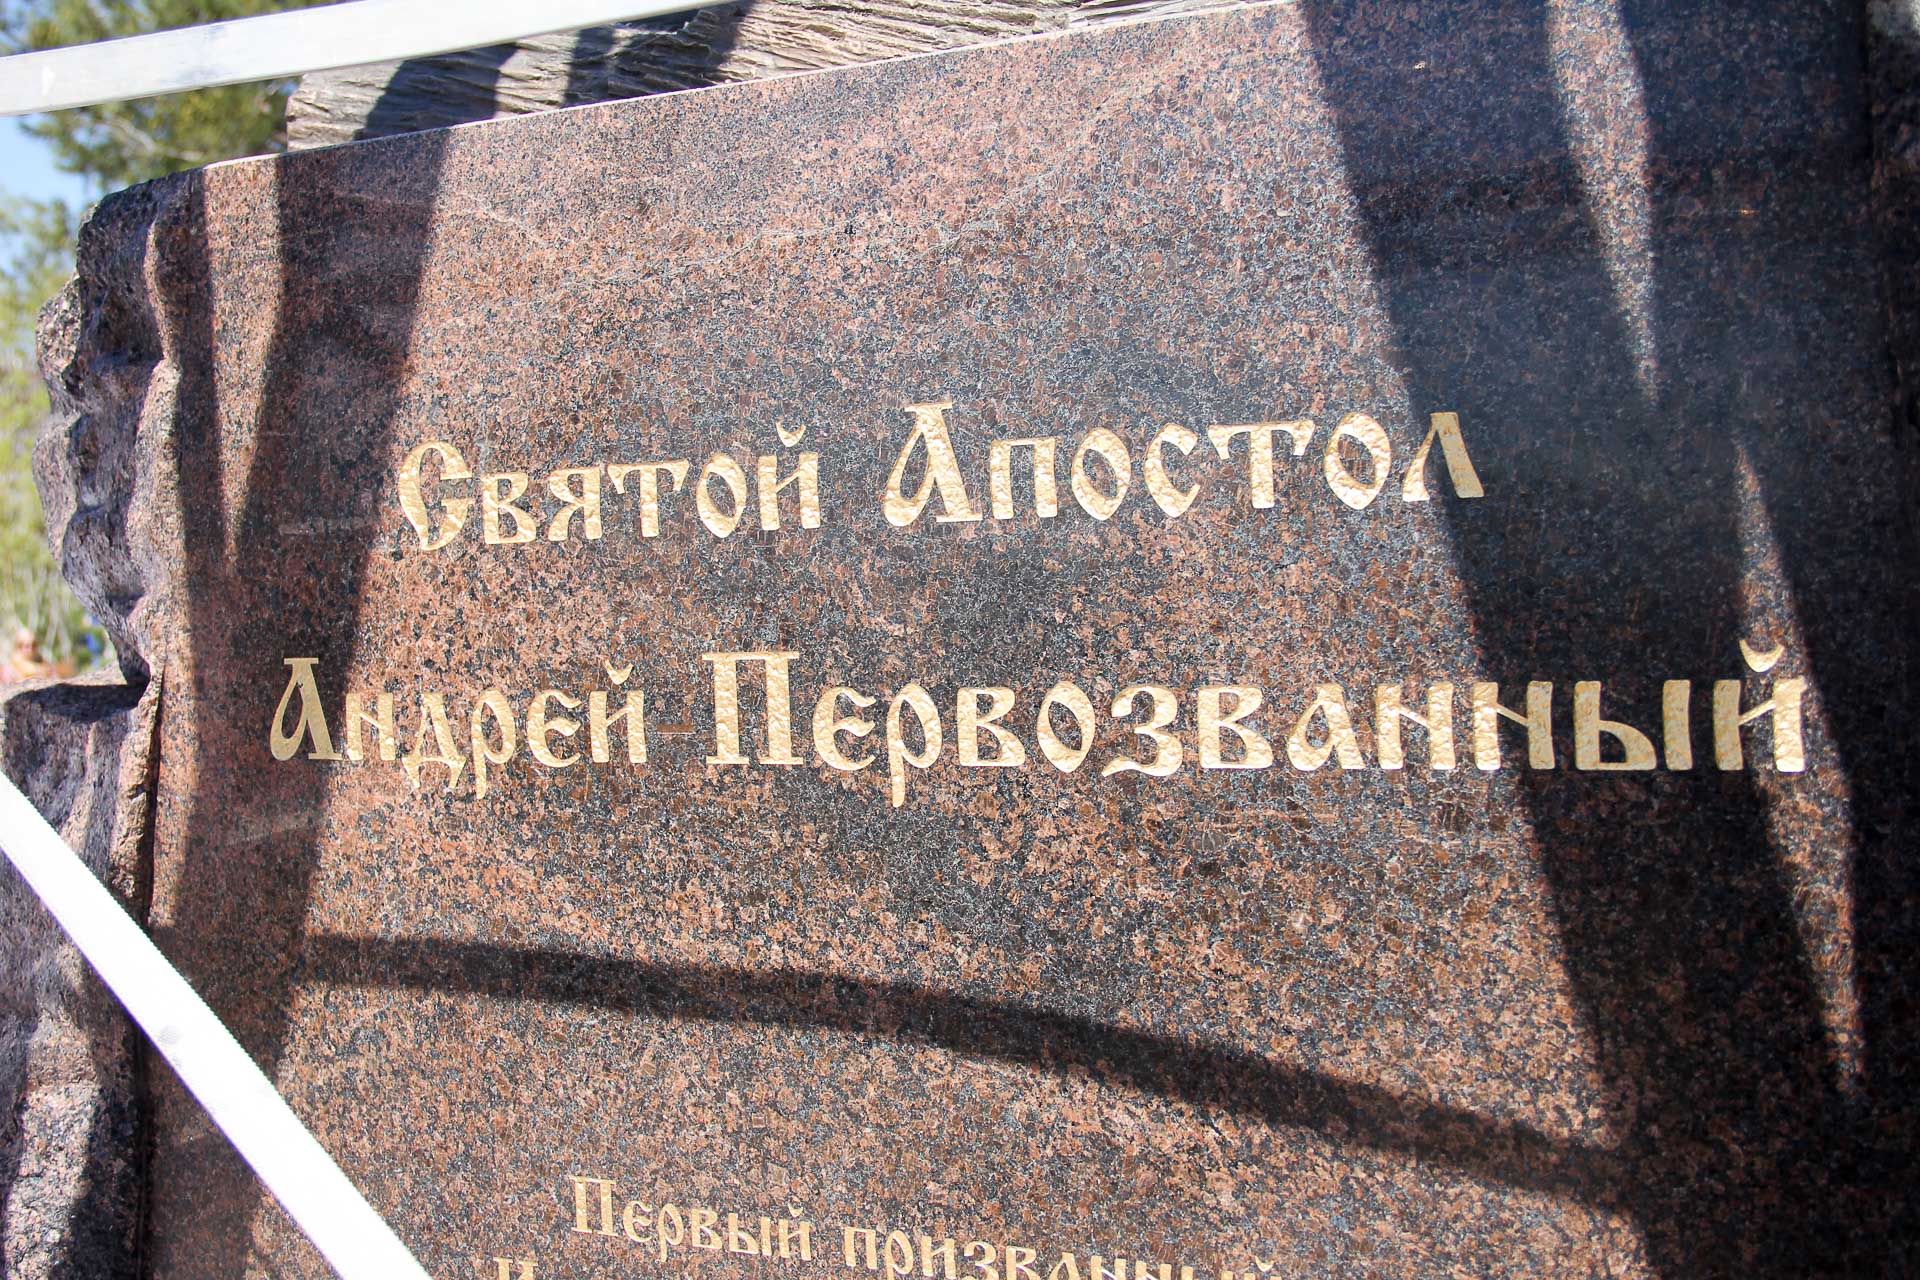 Святой Апостол
Андрей Первозванный
Первый призванный